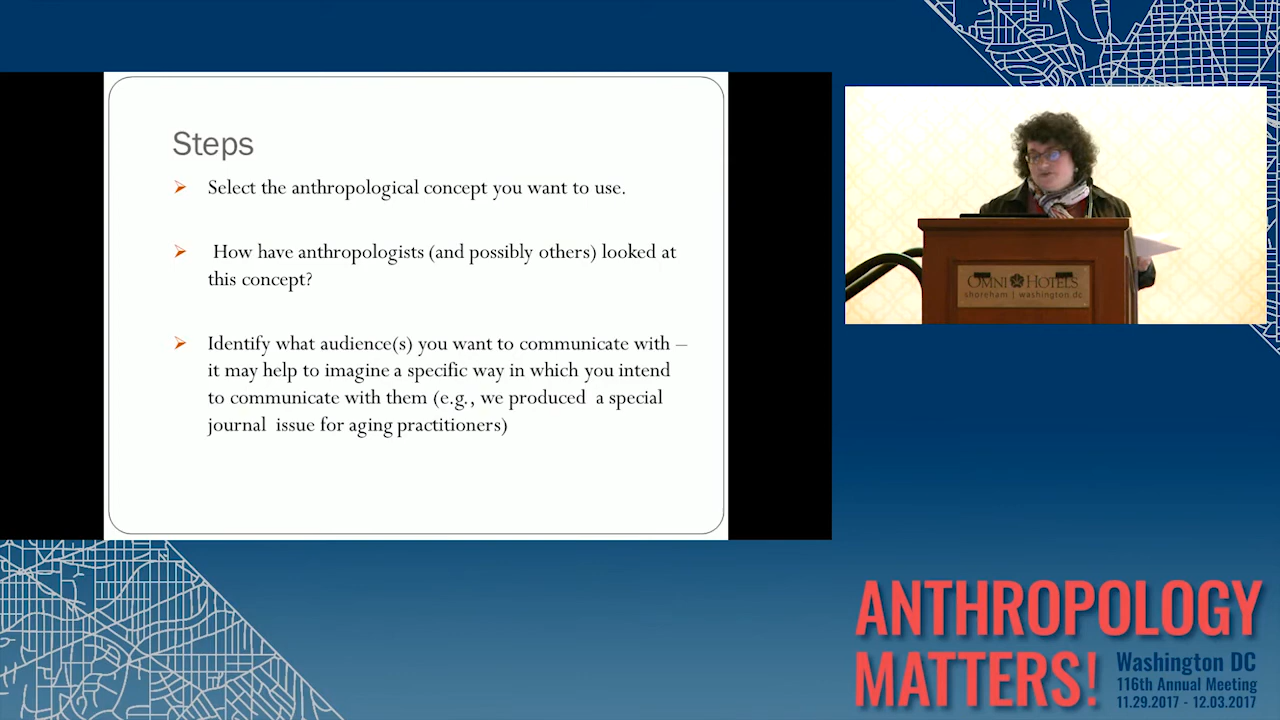 Steps
Select the anthropological concept you want to use.
How have anthropologists (and possibly others) looked at
this concept?
Identify what audience(s) you want to communicate with –
it may help to imagine a specific way in which you intend
to communicate with them (e.g., we produced a special
journal issue for aging practitioners)
OMNI HOTELS
shoreham | washington dc
ANTHROPOLOGY
MATTERS!
Washington DC
116th Annual Meeting
11.29.2017 - 12.03.2017